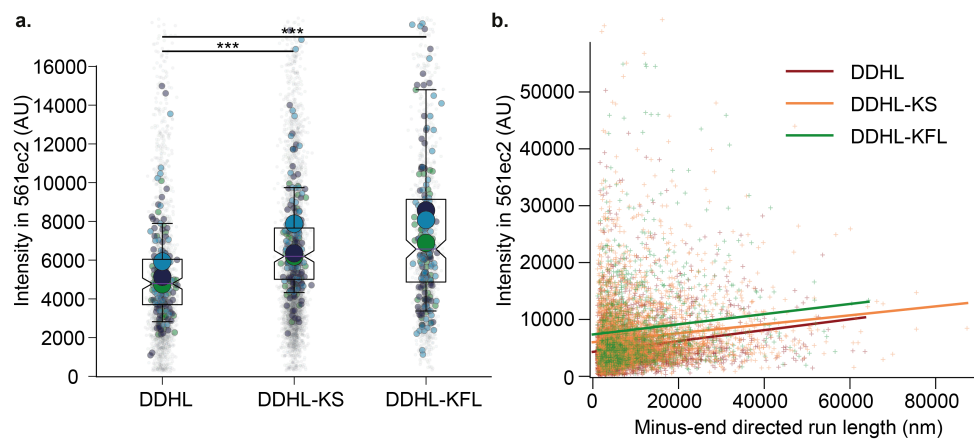 a.
***
***
Intensity in 561ec2 (AU)
16000
14000
12000
10000
8000
6000
4000
2000
0
DDHL
DDHL-KS
DDHL-KFL
b.
Intensity in 561ec2 (AU)
50000
40000
30000
20000
10000
0
DDHL
DDHL-KS
DDHL-KFL
0
20000
40000
60000
80000
Minus-end directed run length (nm)